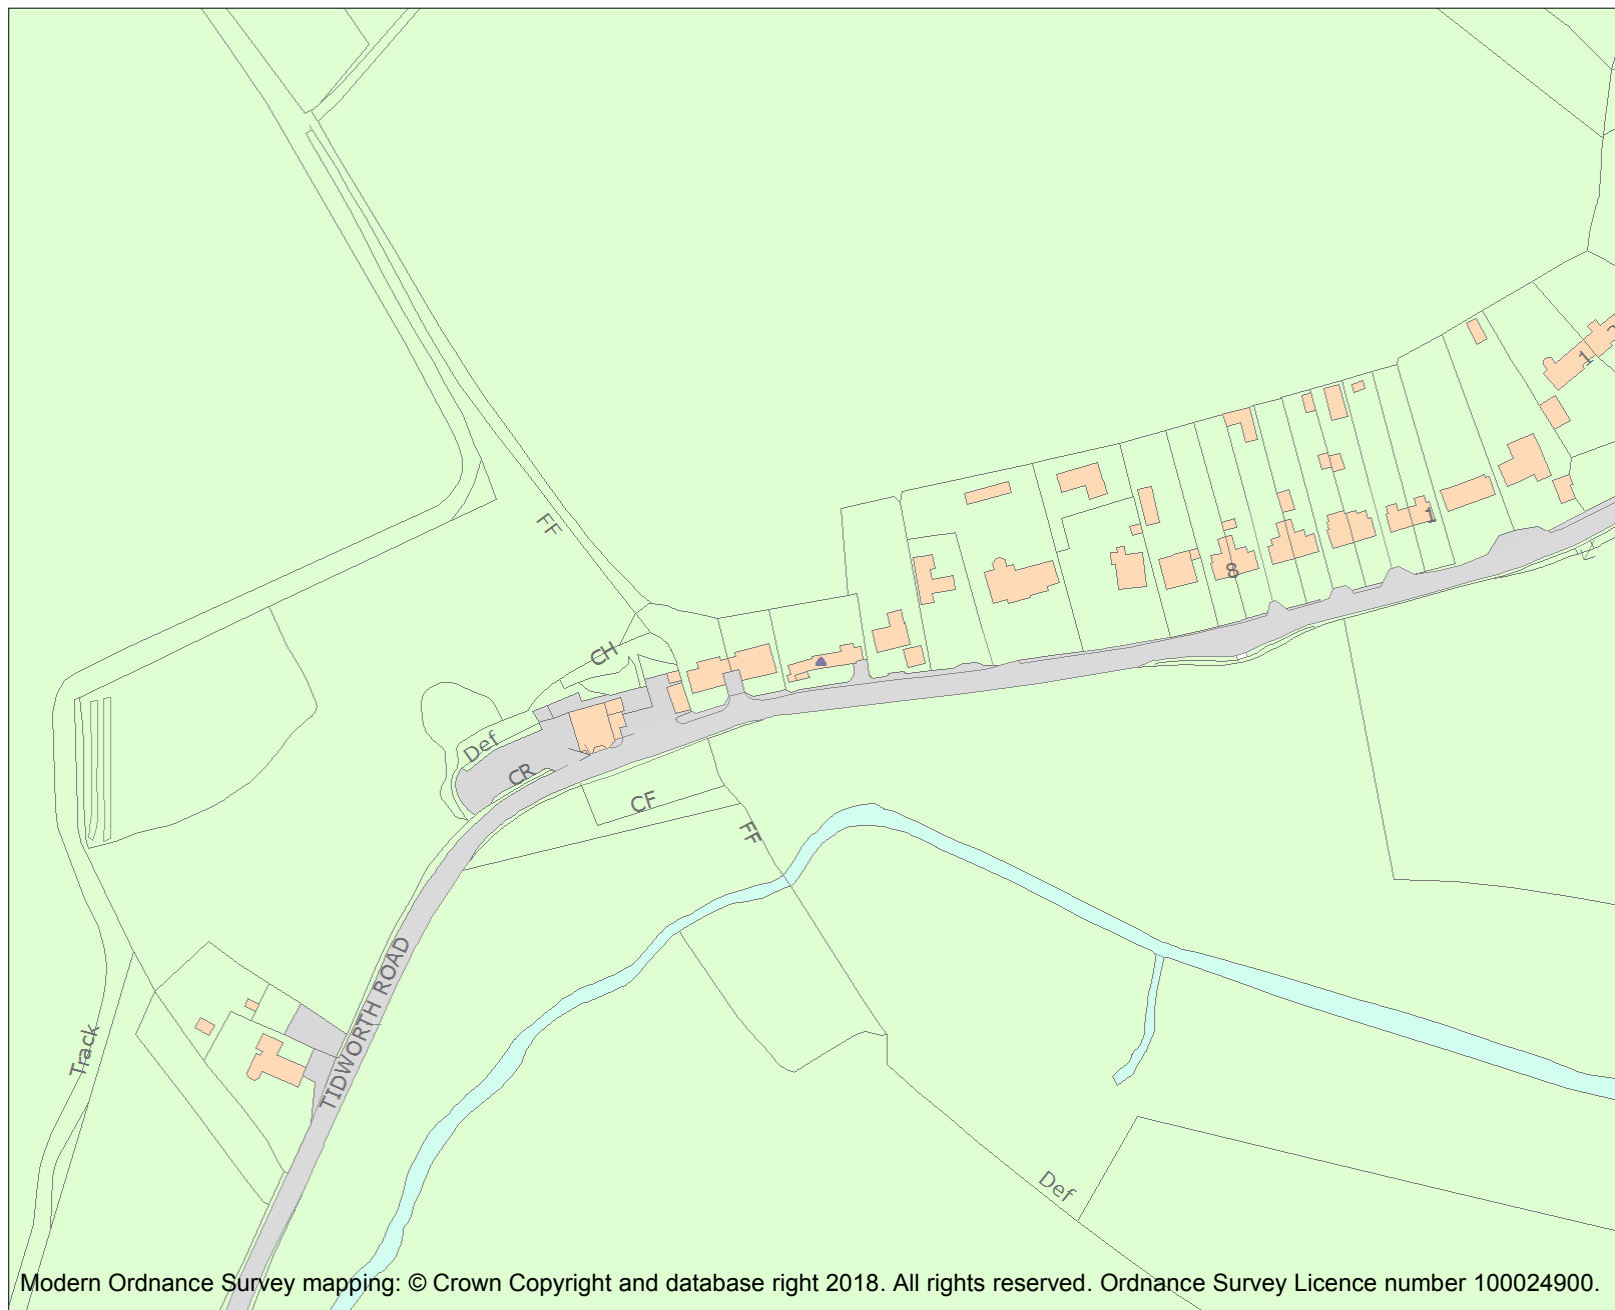 FF
1
1
8
CH
Def
CR
CF
FF
TIDWORTH ROAD
Track
Def
Modern Ordnance Survey mapping: © Crown Copyright and database right 2018. All rights reserved. Ordnance Survey Licence number 100024900.